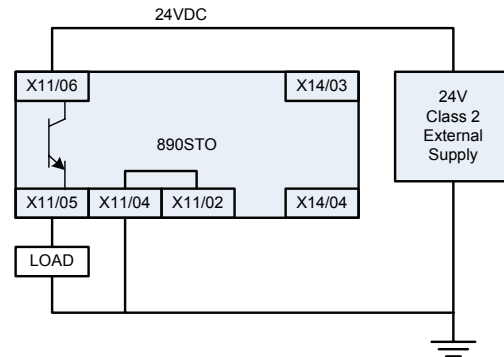 24VDC
X11/06
X14/03
24V
Class 2
External
Supply
890STO
X11/05
X11/04
X11/02
X14/04
LOAD